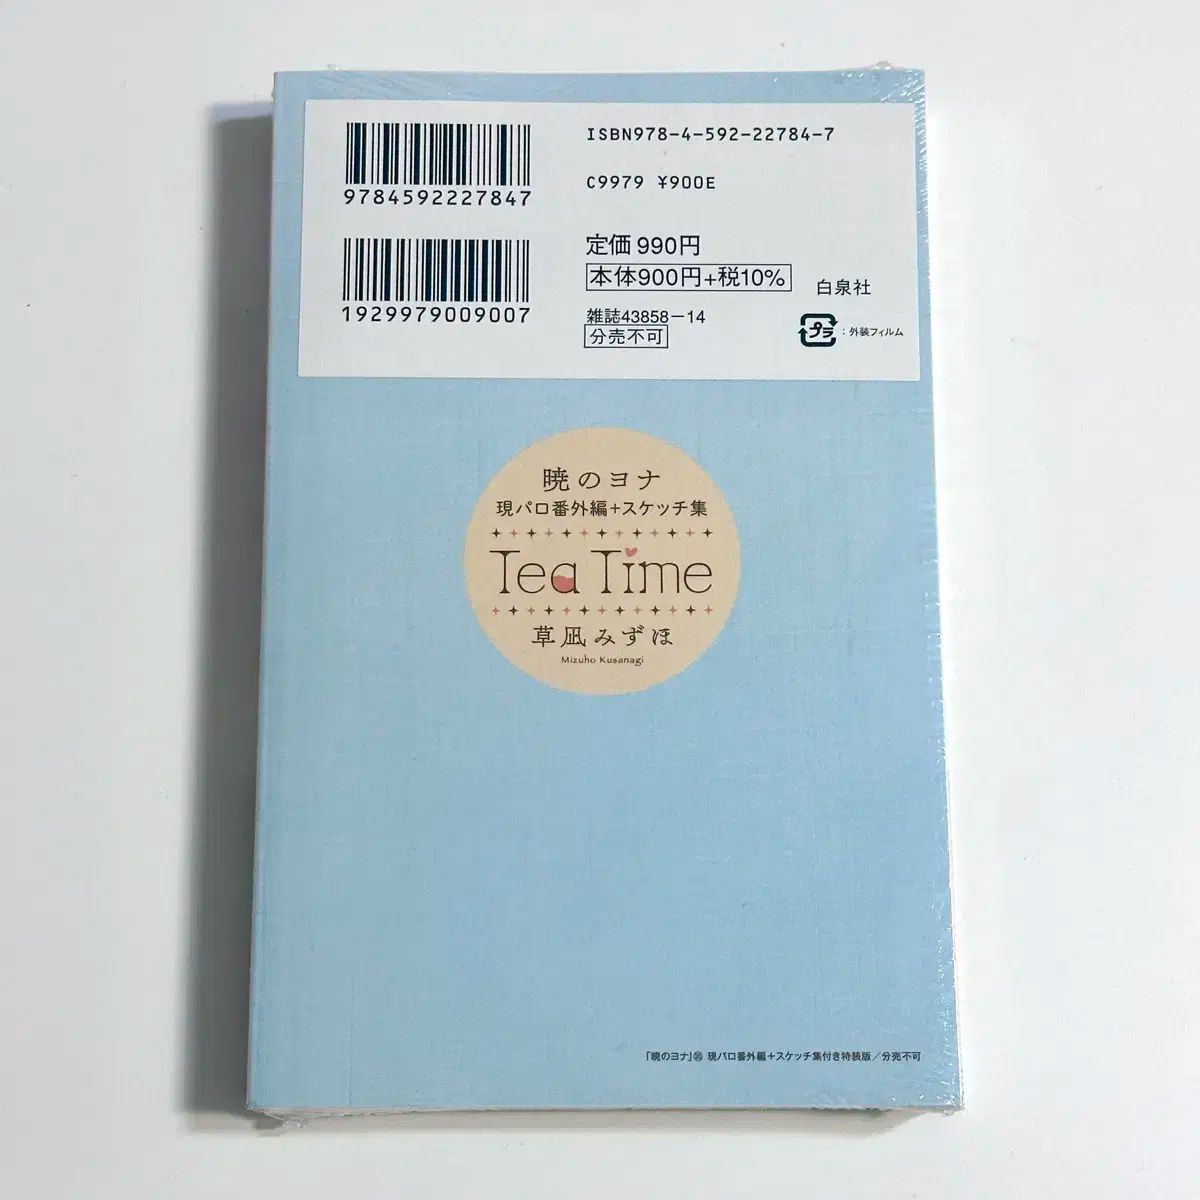 ISBN978-4-592-22784-7
9784592227847
C9979 ¥900E
定価990円
本体900円+税10%
白泉社
1929979009007
雑誌43858-14
分売不可
プラ
:外装フィルム
暁のヨナ
現パロ番外編+スケッチ集
Tea Time
草凪みずほ
Mizuho Kusanagi
「暁のヨナ」 現パロ番外編+スケッチ集付き特装版/分売不可